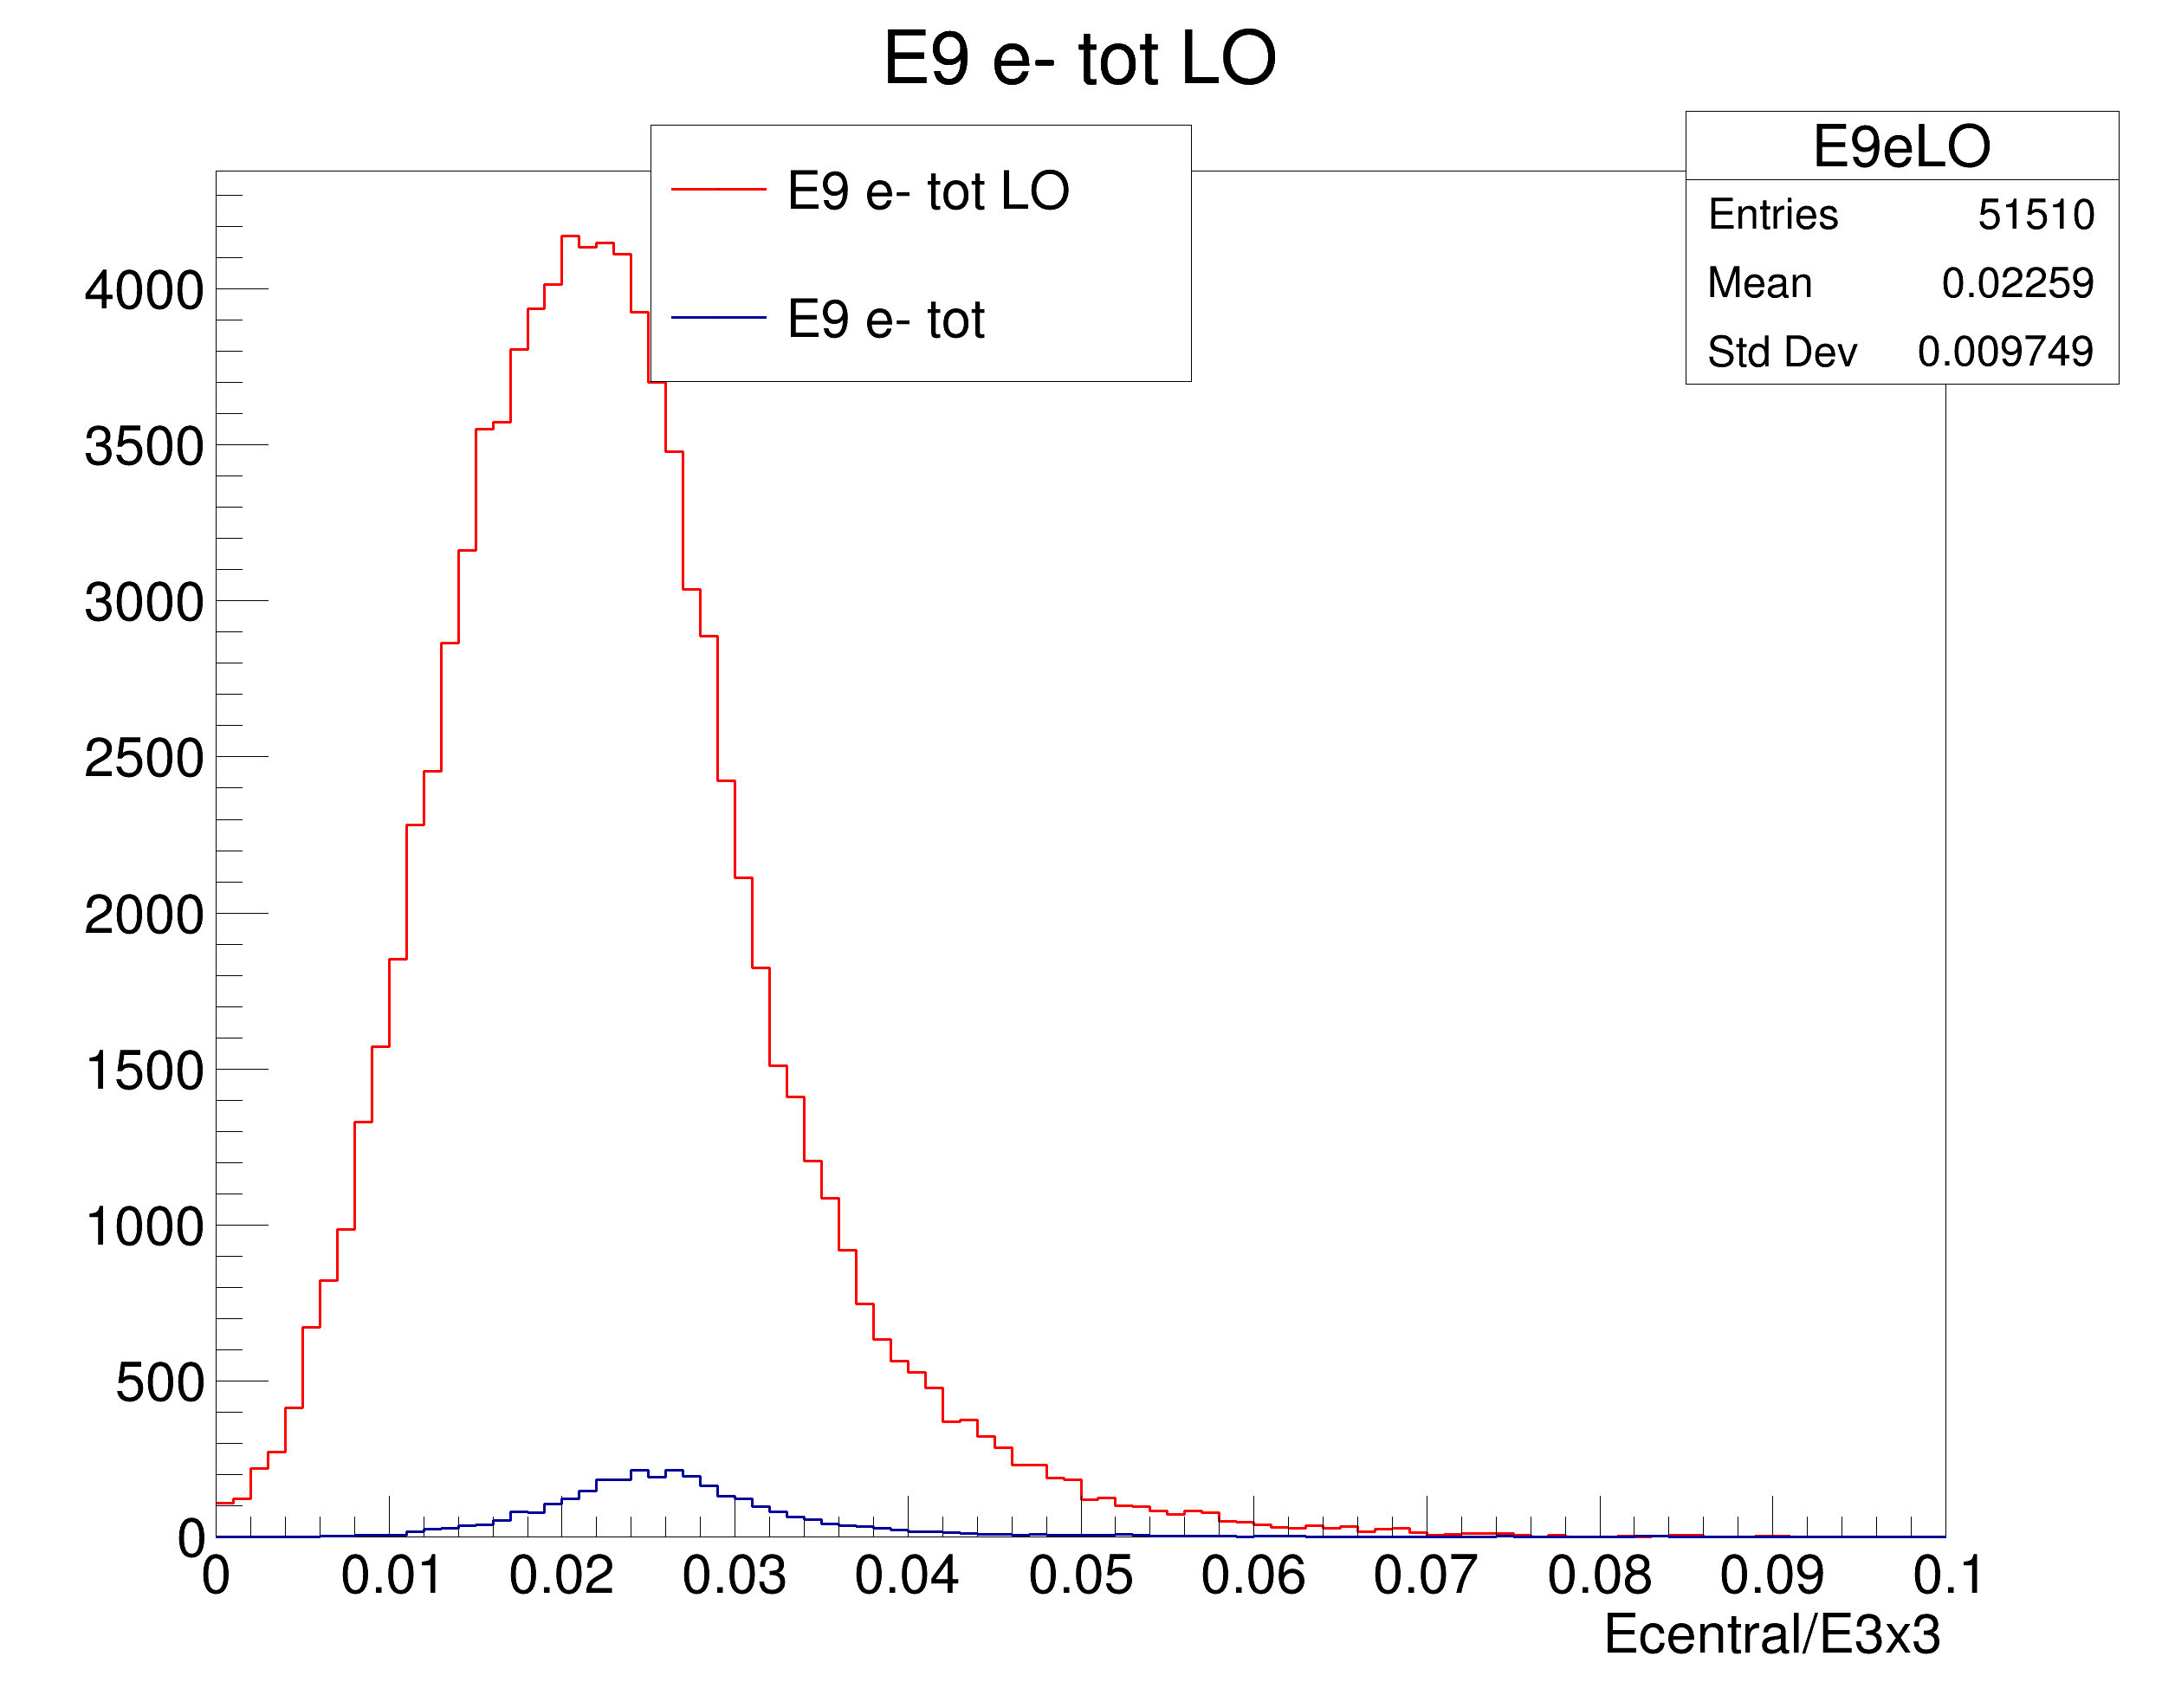 E9 e- tot LO
E9 e- tot LO
E9 e- tot
E9eLO
Entries 51510
Mean 0.02259
Std Dev 0.009749
4000
3500
3000
2500
2000
1500
1000
500
0
0 0.01 0.02 0.03 0.04 0.05 0.06 0.07 0.08 0.09 0.1
Ecentral/E3x3